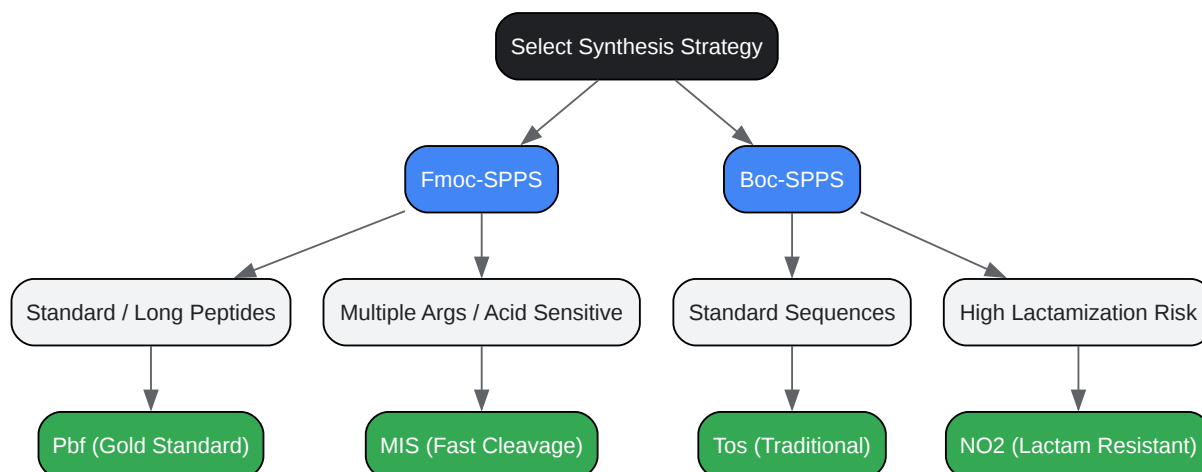 Select Synthesis Strategy
Fmoc-SPPS
Boc-SPPS
Standard / Long Peptides
Multiple Args / Acid Sensitive
Standard Sequences
High Lactamization Risk
Pbf (Gold Standard)
MIS (Fast Cleavage)
Tos (Traditional)
NO2 (Lactam Resistant)